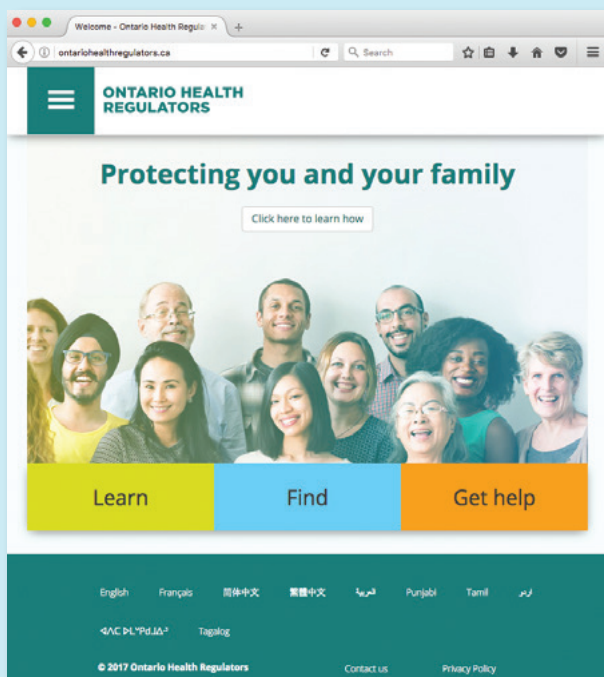 Welcome - Ontario Health Regula
ontariohealthregulators.ca
Search
ONTARIO HEALTH
REGULATORS
Protecting you and your family
Click here to learn how
Learn Find Get help
English Français 简体中文 繁體中文 العربية Punjabi Tamil اردو
Tagalog
© 2017 Ontario Health Regulators Contact us Privacy Policy